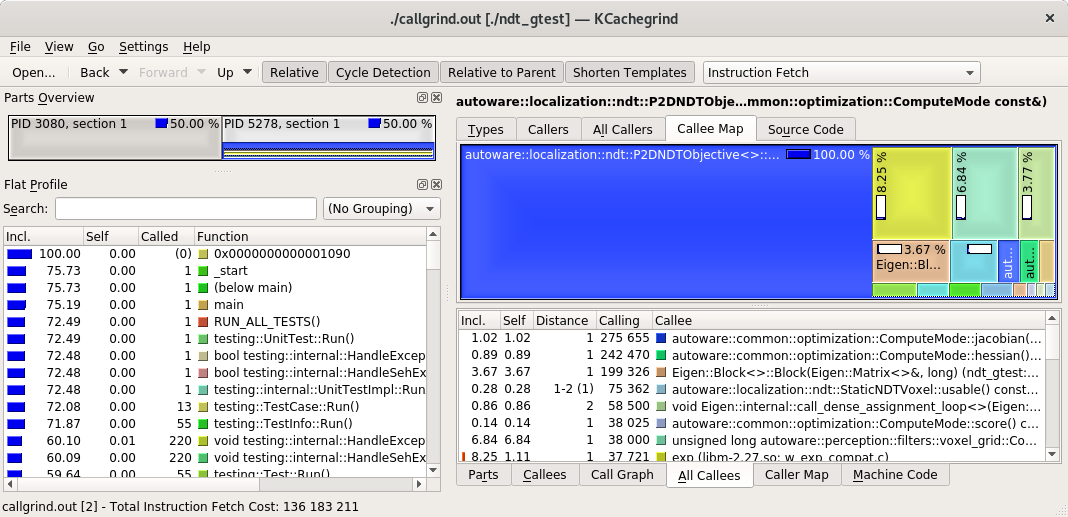 ./callgrind.out [./ndt_gtest] — KCachegrind
File View Go Settings Help
Open... Back Forward Up Relative Cycle Detection Relative to Parent Shorten Templates Instruction Fetch
Parts Overview
PID 3080, section 1 50.00 % PID 5278, section 1 50.00 %
Flat Profile
Search: (No Grouping)
Incl. Self Called Function
100.00 0.00 (0) 0x0000000000001090
75.73 0.00 1 _start
75.73 0.00 1 (below main)
75.19 0.00 1 main
72.49 0.00 1 RUN_ALL_TESTS()
72.49 0.00 1 testing::UnitTest::Run()
72.48 0.00 1 bool testing::internal::HandleExcep
72.48 0.00 1 bool testing::internal::HandleSehEx
72.48 0.00 1 testing::internal::UnitTestImpl::Run
72.08 0.00 13 testing::TestCase::Run()
71.87 0.00 55 testing::TestInfo::Run()
60.10 0.01 220 void testing::internal::HandleExcep
60.09 0.00 220 void testing::internal::HandleSehEx
59.64 0.00 55 testing::Test::Run()
autoware::localization::ndt::P2DNDTObje...mmon::optimization::ComputeMode const&)
Types Callers All Callers Callee Map Source Code
autoware::localization::ndt::P2DNDTObjective<>::... 100.00 %
8.25 %
6.84 %
3.77 %
3.67 %
Eigen::Bl...
aut...
aut...
Incl. Self Distance Calling Callee
1.02 1.02 1 275 655 autoware::common::optimization::ComputeMode::jacobian(...
0.89 0.89 1 242 470 autoware::common::optimization::ComputeMode::hessian()...
3.67 3.67 1 199 326 Eigen::Block<>::Block(Eigen::Matrix<>&, long) (ndt_gtest:...
0.28 0.28 1-2 (1) 75 362 autoware::localization::ndt::StaticNDTVoxel::usable() const...
0.86 0.86 2 58 500 void Eigen::internal::call_dense_assignment_loop<>(Eigen:...
0.14 0.14 1 38 025 autoware::common::optimization::ComputeMode::score() c...
6.84 6.84 1 38 000 unsigned long autoware::perception::filters::voxel_grid::Co...
8.25 1.11 1 37 721 exp (libm-2.27.so: w_exp_compat.c)
Parts Callees Call Graph All Callees Caller Map Machine Code
callgrind.out [2] - Total Instruction Fetch Cost: 136 183 211